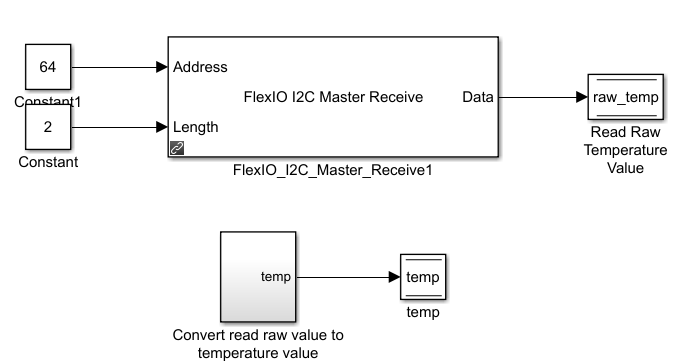 64
Constant1
2
Constant
Address
Length
FlexIO I2C Master Receive
Data
FlexIO_I2C_Master_Receive1
raw_temp
Read Raw
Temperature
Value
temp
Convert read raw value to
temperature value
temp
temp